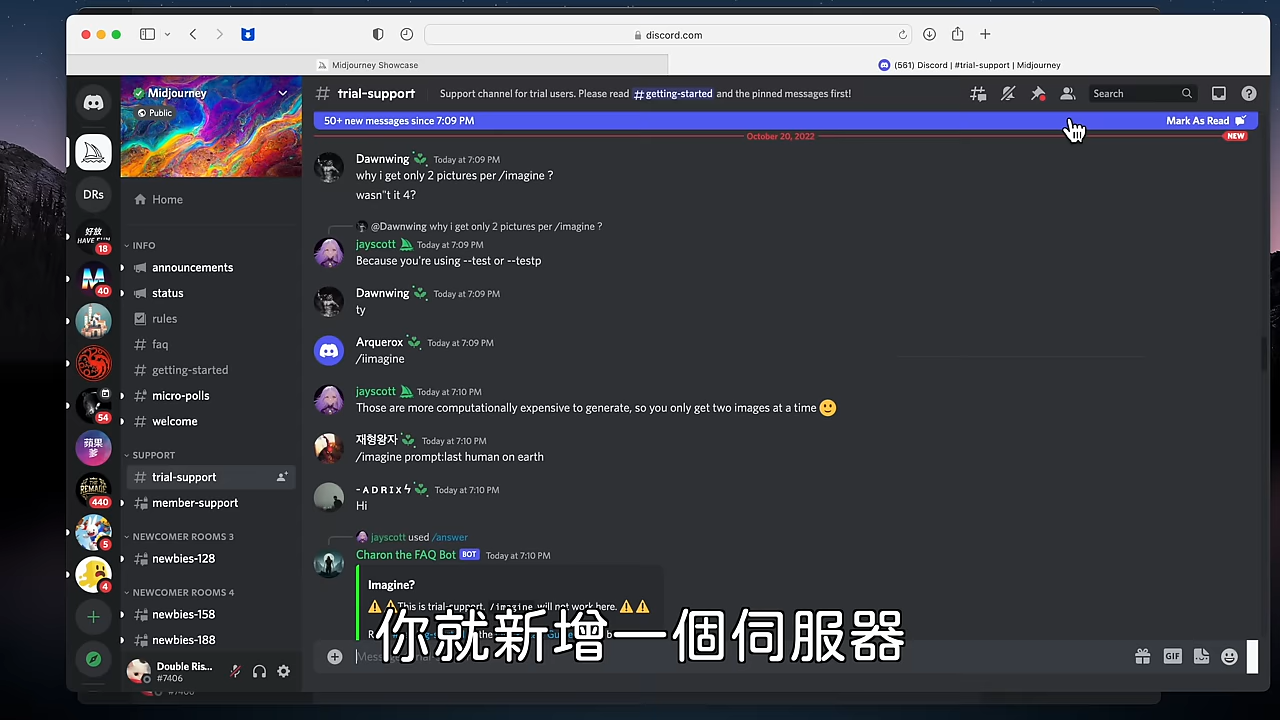 discord.com
Midjourney Showcase
(561) Discord | #trial-support | Midjourney
Midjourney
Public
trial-support
Support channel for trial users. Please read # getting-started and the pinned messages first!
Search
50+ new messages since 7:09 PM
Mark As Read
October 20, 2022
NEW
DRs
好放
HAVE FUN
18
40
54
蘋果
爹
440
5
4
Home
INFO
announcements
status
rules
faq
getting-started
micro-polls
welcome
SUPPORT
trial-support
member-support
NEWCOMER ROOMS 3
newbies-128
NEWCOMER ROOMS 4
newbies-158
newbies-188
Double Ris...
#7406
Dawnwing Today at 7:09 PM
why i get only 2 pictures per /imagine ?
wasn"t it 4?
@Dawnwing why i get only 2 pictures per /imagine ?
jayscott Today at 7:09 PM
Because you're using --test or --testp
Dawnwing Today at 7:09 PM
ty
Arquerox Today at 7:09 PM
/iimagine
jayscott Today at 7:10 PM
Those are more computationally expensive to generate, so you only get two images at a time
재형왕자 Today at 7:10 PM
/imagine prompt:last human on earth
-ＡＤＲＩＸϟ Today at 7:10 PM
Hi
jayscott used /answer
Charon the FAQ Bot BOT Today at 7:10 PM
Imagine?
This is trial-support, /imagine will not work here.
GIF
你就新增一個伺服器